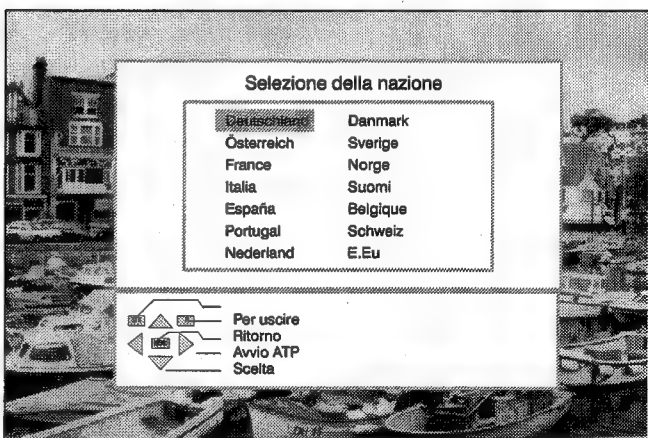 Selezione della nazione
Deutschland Danmark
Österreich Sverige
France Norge
Italia Suomi
España Belgique
Portugal Schweiz
Nederland E.Eu
Per uscire
Ritorno
Avvio ATP
Scelta